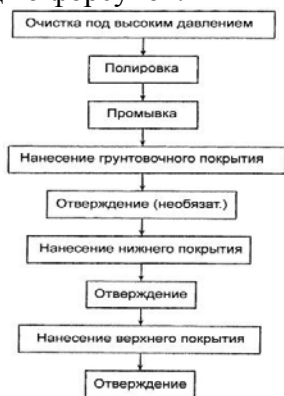 Очистка под высоким давлением
Полировка
Промывка
Нанесение грунтовочного покрытия
Отверждение (необязат.)
Нанесение нижнего покрытия
Отверждение
Нанесение верхнего покрытия
Отверждение